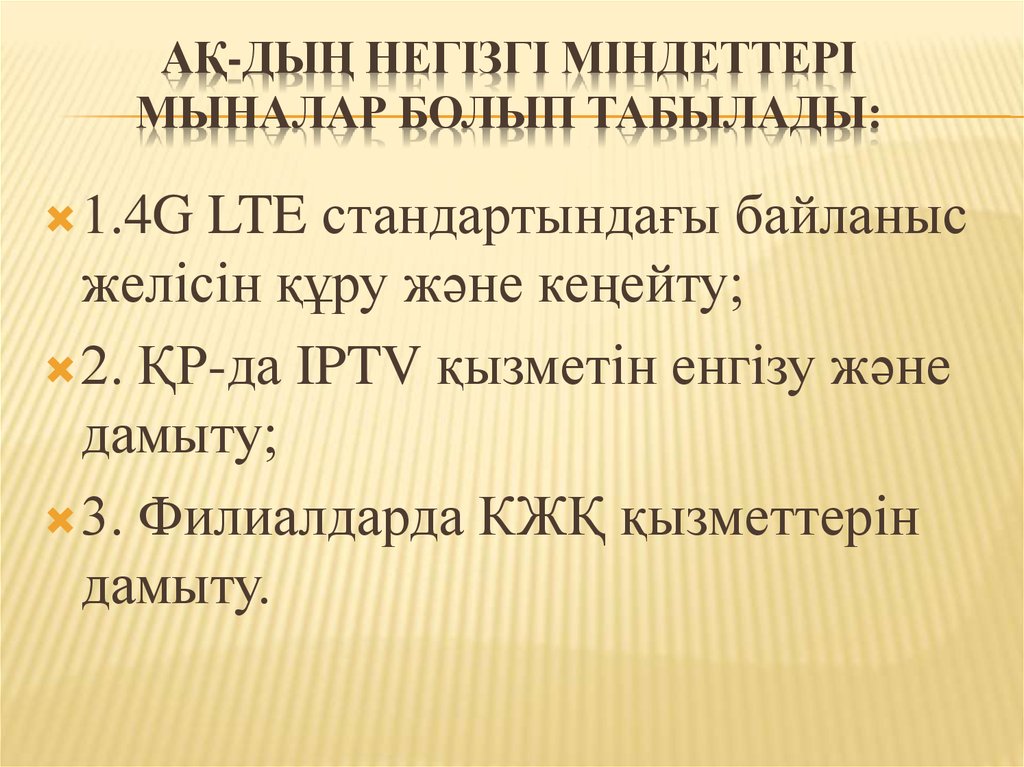 АҚ-ДЫҢ НЕГІЗГІ МІНДЕТТЕРІ
МЫНАЛАР БОЛЫП ТАБЫЛАДЫ:
1.4G LTE стандартындағы байланыс
желісін құру және кеңейту;
2. ҚР-да IPTV қызметін енгізу және
дамыту;
3. Филиалдарда КЖҚ қызметтерін
дамыту.